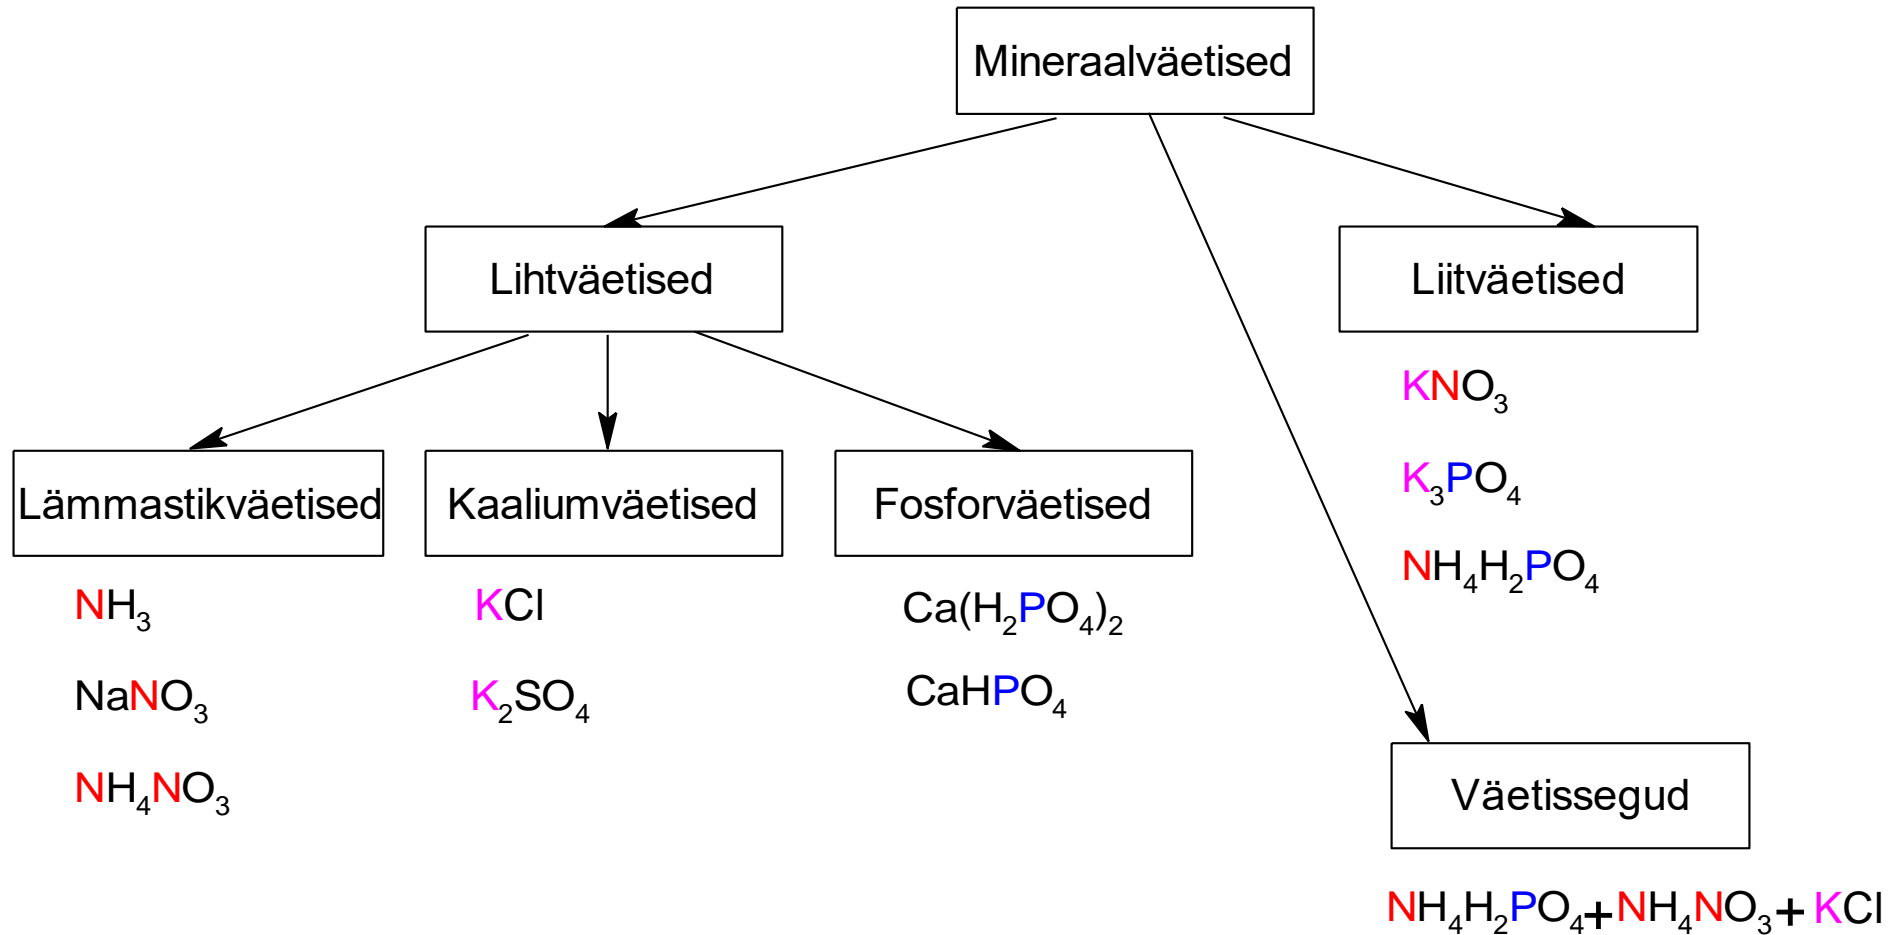 Mineraalväetised
Lihtväetised
Liitväetised
KNO₃
K₃PO₄
NH₄H₂PO₄
Lämmastikväetised
Kaaliumväetised
Fosforväetised
NH₃
NaNO₃
NH₄NO₃
KCl
K₂SO₄
Ca(H₂PO₄)₂
CaHPO₄
Väetissegud
NH₄H₂PO₄+NH₄NO₃+KCl